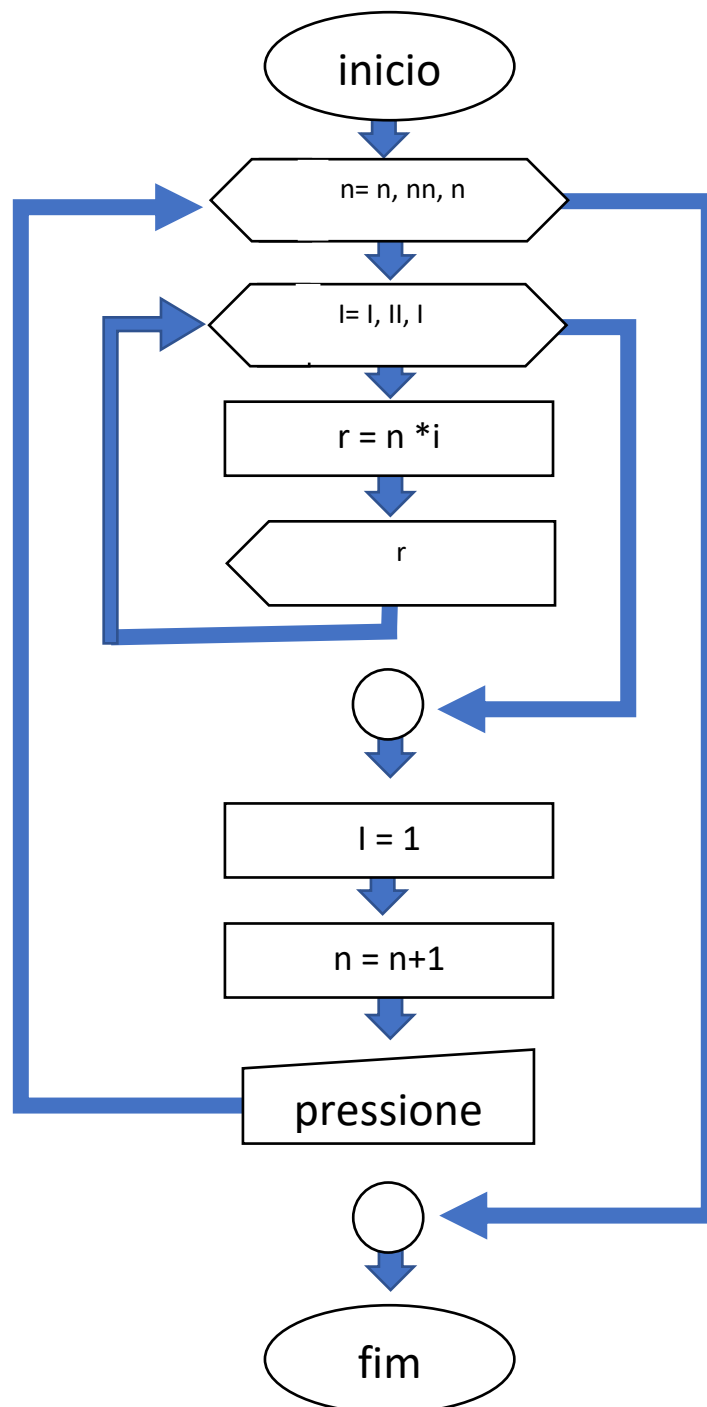 inicio
n= n, nn, n
I= I, II, I
r = n *i
r
I = 1
n = n+1
pressione
fim